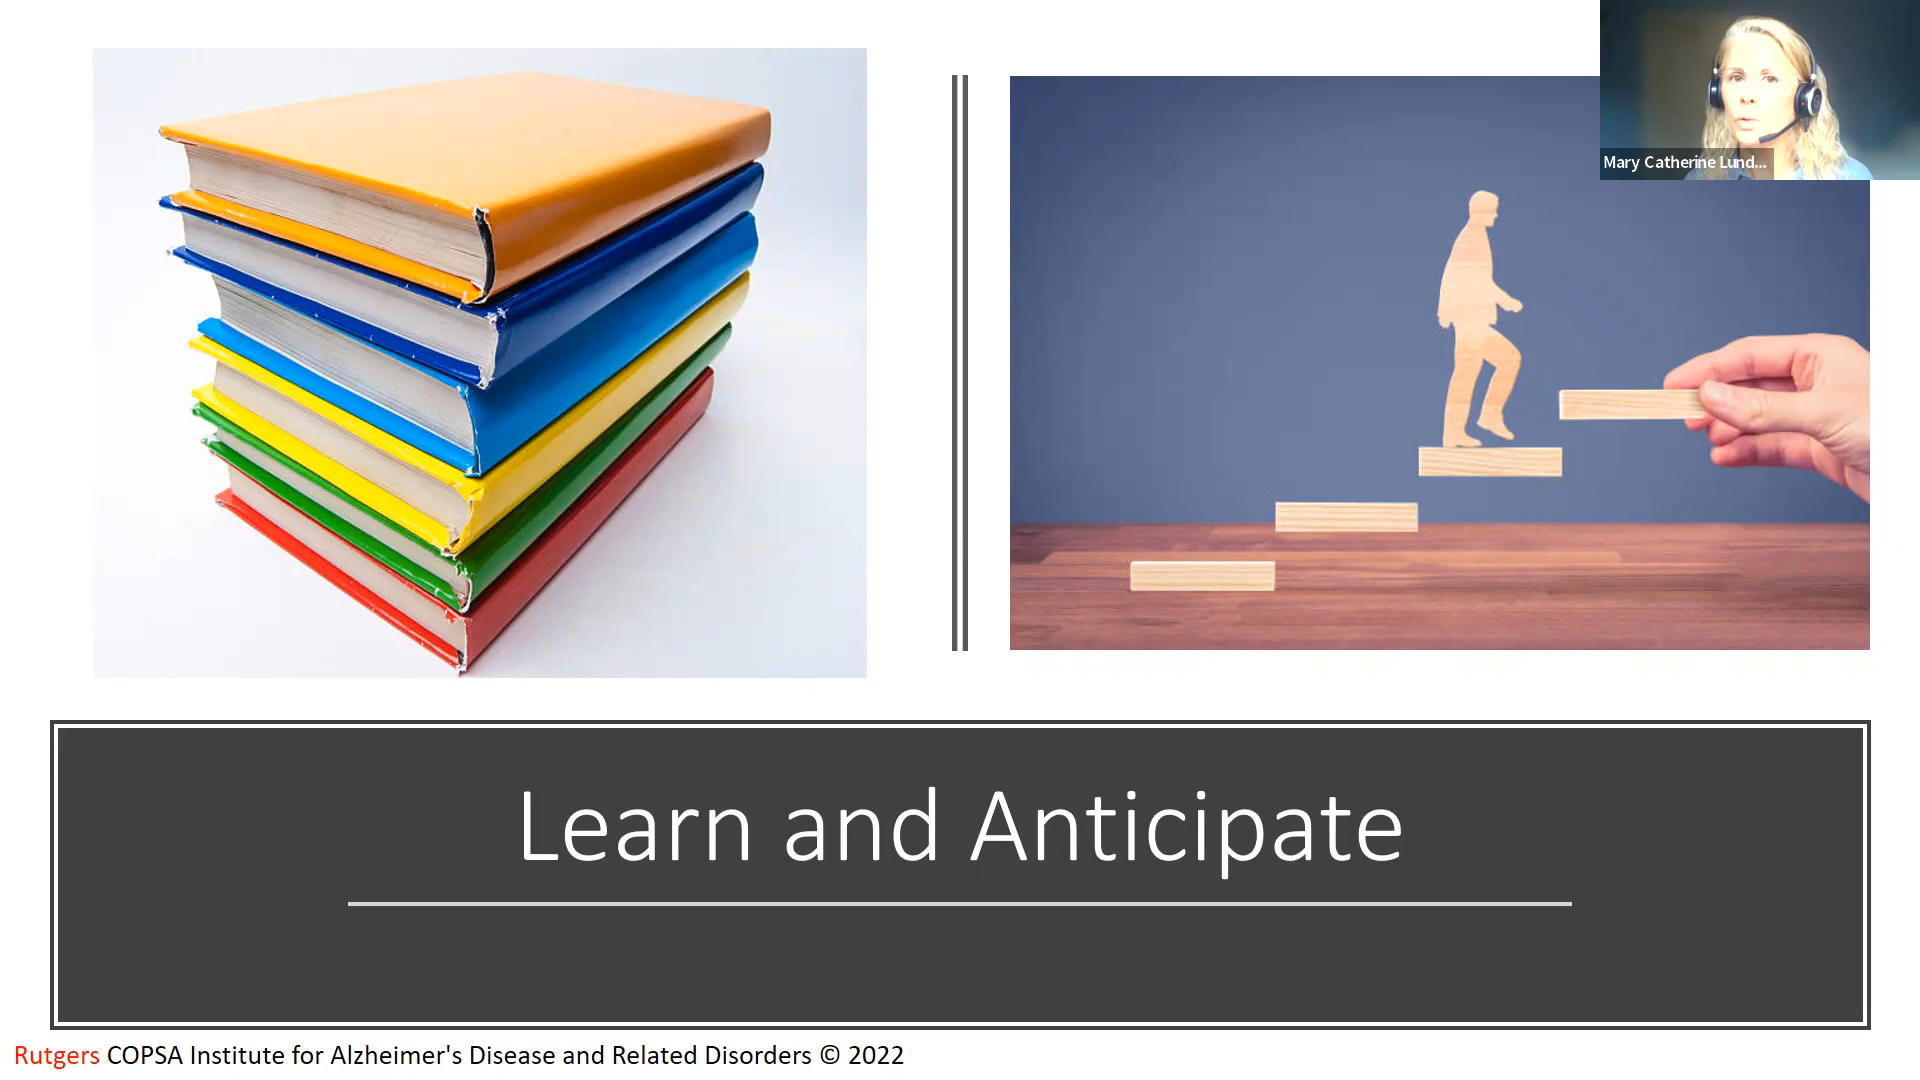 Mary Catherine Lund...
Learn and Anticipate
Rutgers COPSA Institute for Alzheimer's Disease and Related Disorders © 2022